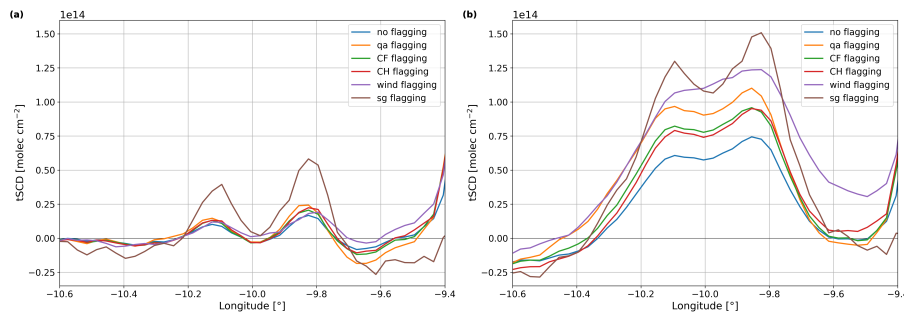 (a)
1e14
tSCD [molec cm⁻²]
1.50
1.25
1.00
0.75
0.50
0.25
0.00
−0.25
no flagging
qa flagging
CF flagging
CH flagging
wind flagging
sg flagging
−10.6 −10.4 −10.2 −10.0 −9.8 −9.6 −9.4
Longitude [°]
(b)
1e14
tSCD [molec cm⁻²]
1.50
1.25
1.00
0.75
0.50
0.25
0.00
−0.25
no flagging
qa flagging
CF flagging
CH flagging
wind flagging
sg flagging
−10.6 −10.4 −10.2 −10.0 −9.8 −9.6 −9.4
Longitude [°]